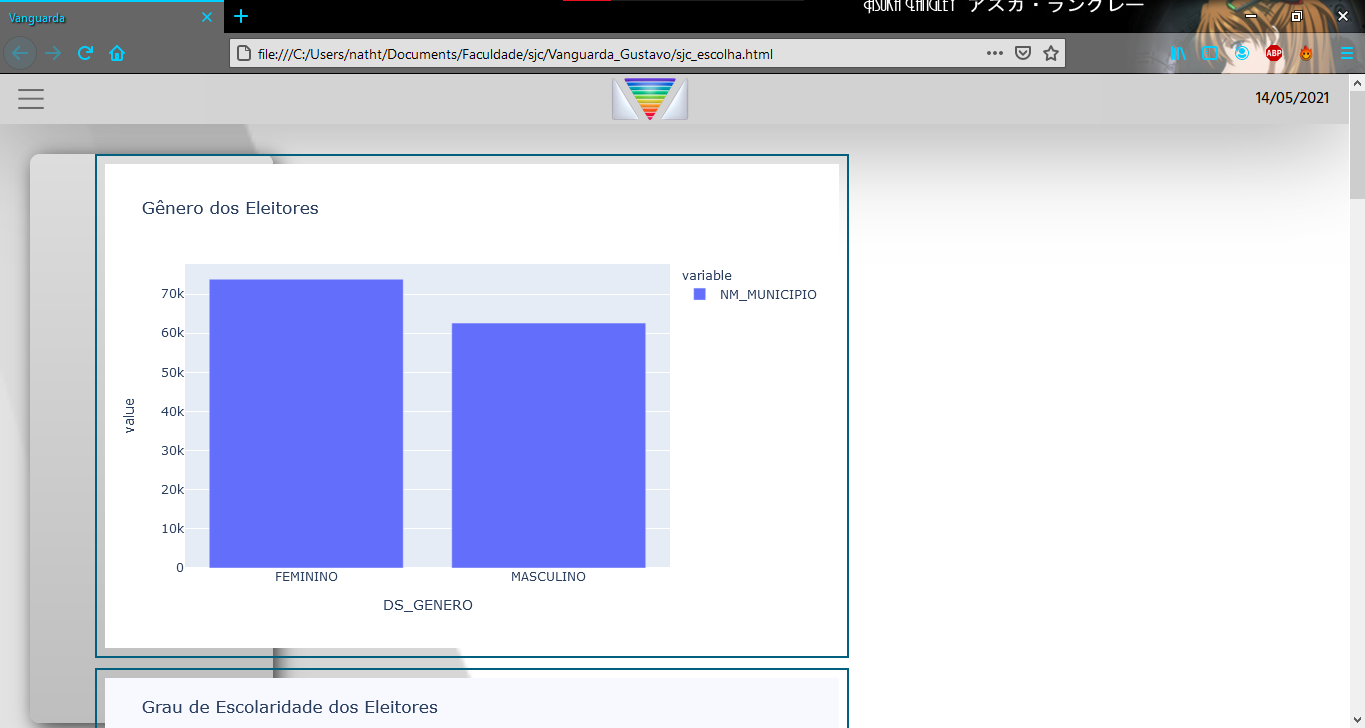 Vanguarda
ASUKA LANGLEY アスカ・ラングレー
file:///C:/Users/natht/Documents/Faculdade/sjc/Vanguarda_Gustavo/sjc_escolha.html
ABP
14/05/2021
Gênero dos Eleitores
variable
NM_MUNICIPIO
70k
60k
50k
40k
30k
20k
10k
0
value
FEMININO
MASCULINO
DS_GENERO
Grau de Escolaridade dos Eleitores